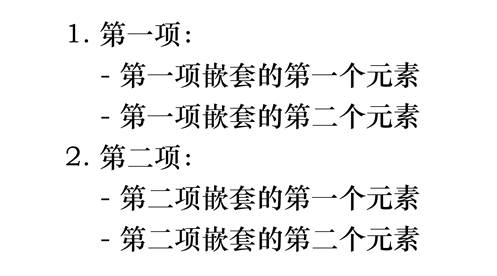 1. 第一项：
- 第一项嵌套的第一个元素
- 第一项嵌套的第二个元素
2. 第二项：
- 第二项嵌套的第一个元素
- 第二项嵌套的第二个元素